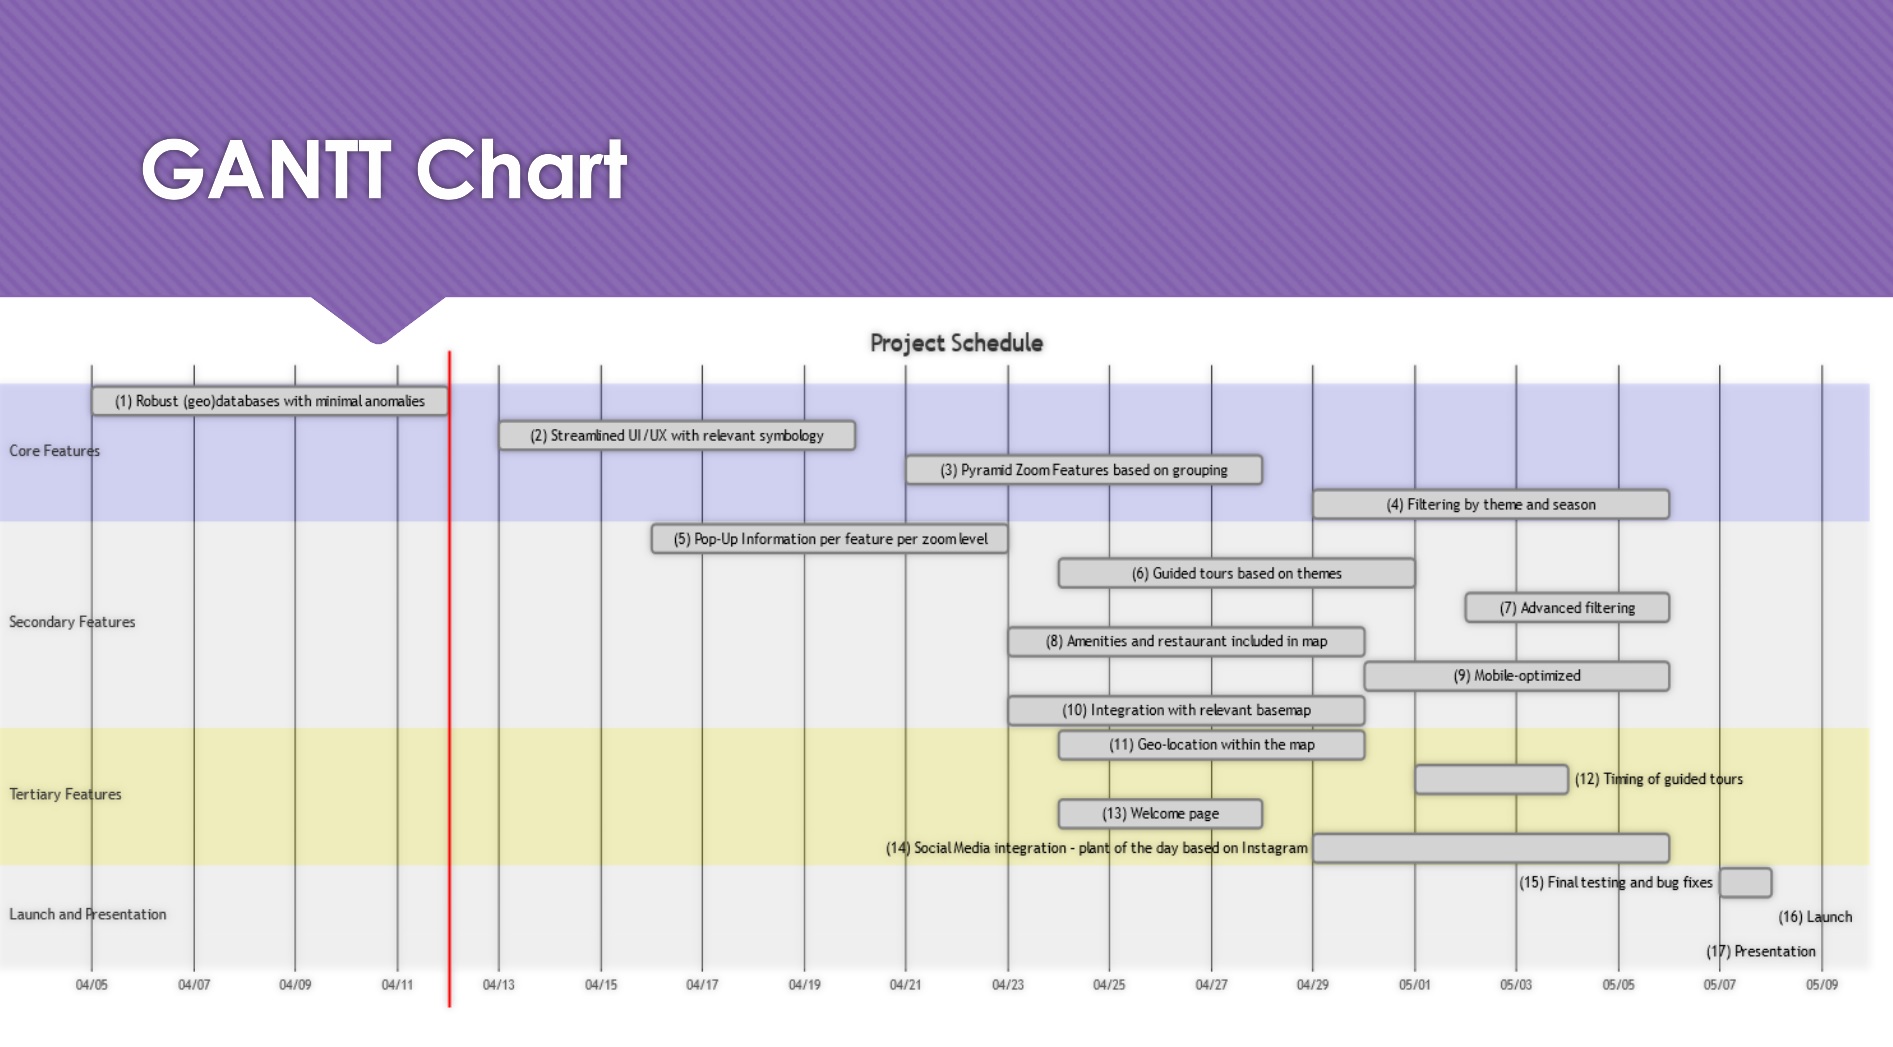 GANTT Chart
Project Schedule
Core Features
(1) Robust (geo)databases with minimal anomalies
(2) Streamlined UI/UX with relevant symbology
(3) Pyramid Zoom Features based on grouping
(4) Filtering by theme and season
Secondary Features
(5) Pop-Up Information per feature per zoom level
(6) Guided tours based on themes
(7) Advanced filtering
(8) Amenities and restaurant included in map
(9) Mobile-optimized
(10) Integration with relevant basemap
Tertiary Features
(11) Geo-location within the map
(12) Timing of guided tours
(13) Welcome page
(14) Social Media integration - plant of the day based on Instagram
Launch and Presentation
(15) Final testing and bug fixes
(16) Launch
(17) Presentation
04/05 04/07 04/09 04/11 04/13 04/15 04/17 04/19 04/21 04/23 04/25 04/27 04/29 05/01 05/03 05/05 05/07 05/09